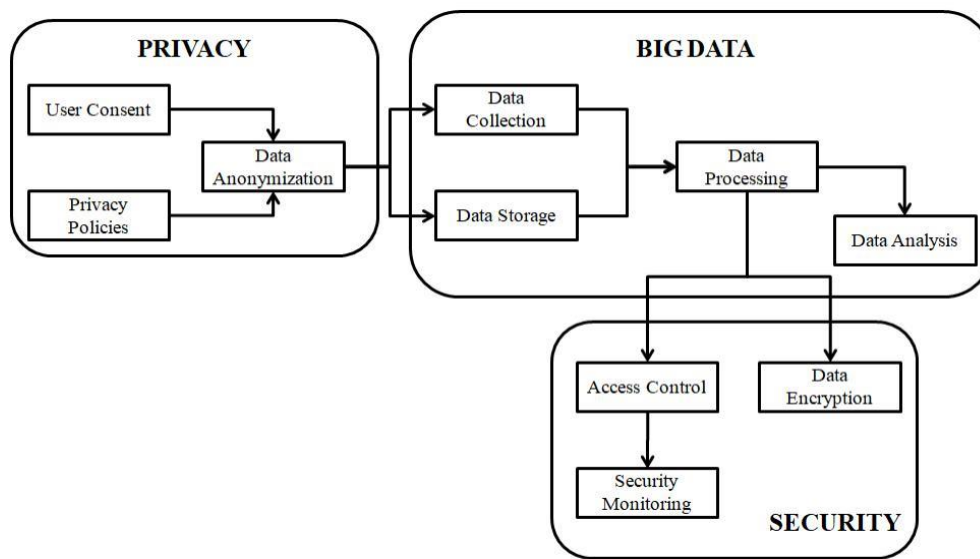 PRIVACY
User Consent
Data
Anonymization
Privacy
Policies
BIG DATA
Data
Collection
Data Storage
Data
Processing
Data Analysis
Access Control
Data
Encryption
Security
Monitoring
SECURITY